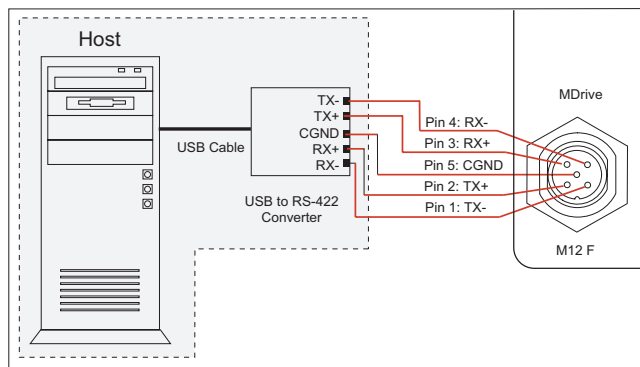 Host
USB Cable
TX-
TX+
CGND
RX+
RX-
USB to RS-422
Converter
MDrive
Pin 4: RX-
Pin 3: RX+
Pin 5: CGND
Pin 2: TX+
Pin 1: TX-
M12 F